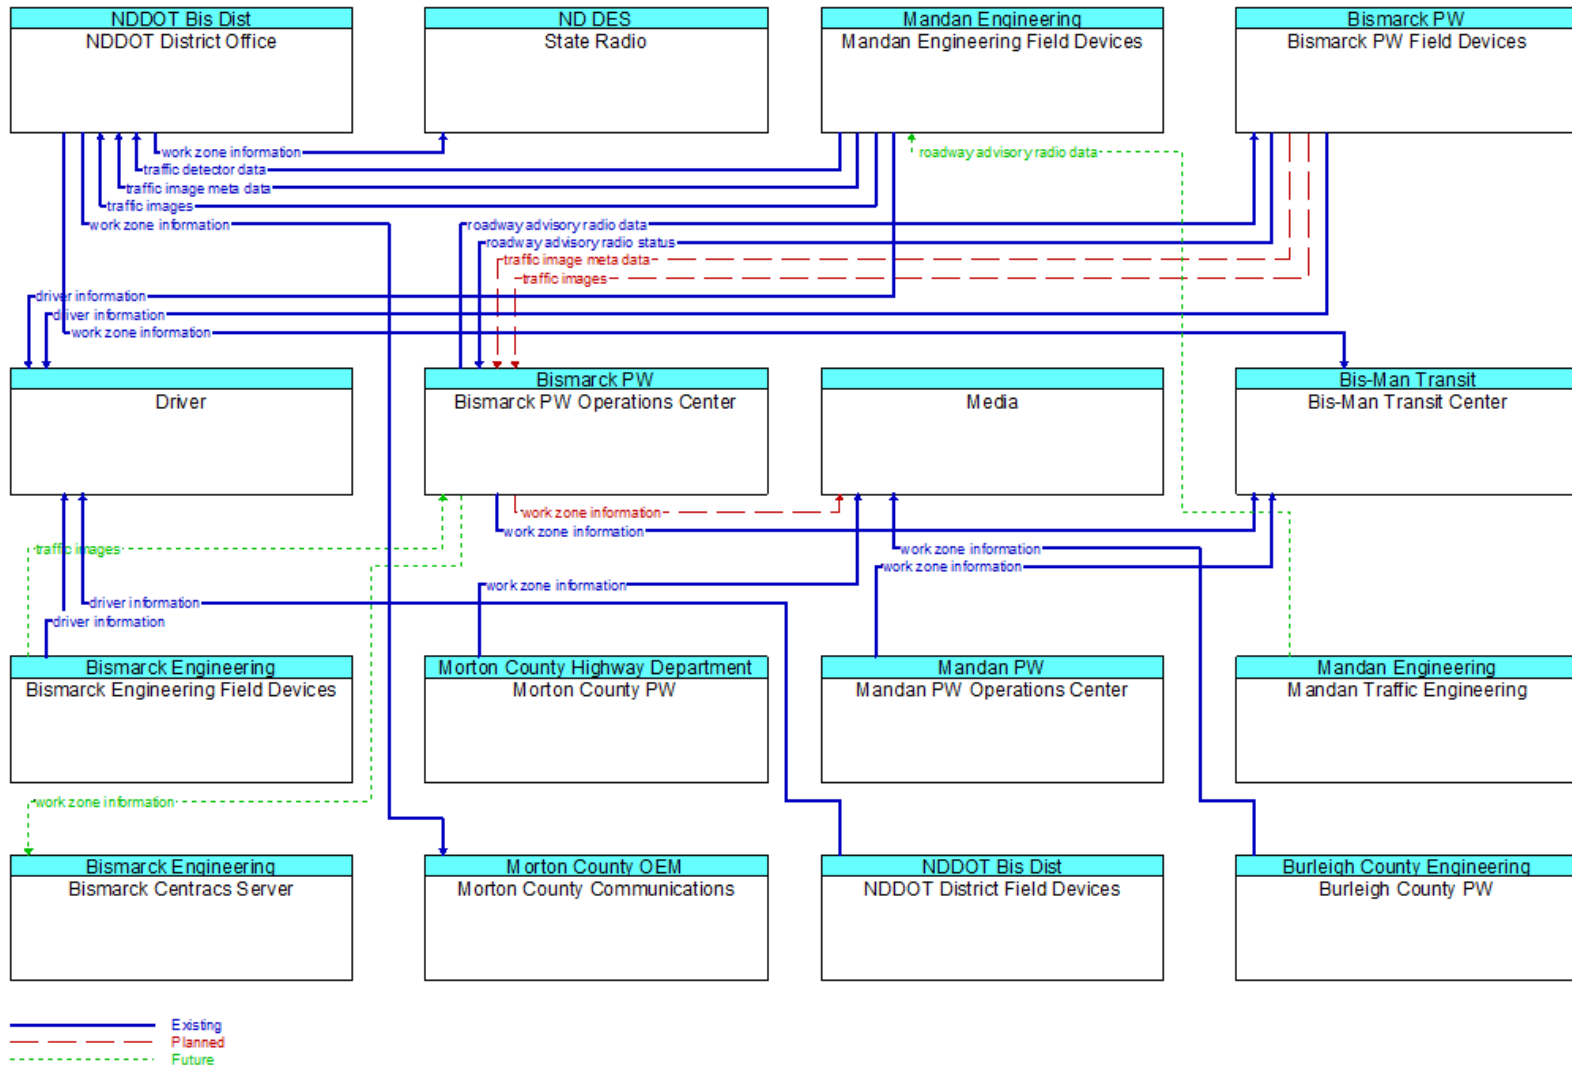 NDDOT Bis Dist
NDDOT District Office
ND DES
State Radio
Mandan Engineering
Mandan Engineering Field Devices
Bismarck PW
Bismarck PW Field Devices
work zone information
roadway advisory radio data
traffic detector data
traffic image meta data
traffic images
work zone information
roadway advisory radio data
roadway advisory radio status
traffic image meta data
traffic images
driver information
driver information
work zone information
Driver
Bismarck PW
Bismarck PW Operations Center
Media
Bis-Man Transit
Bis-Man Transit Center
work zone information
work zone information
traffic images
work zone information
work zone information
work zone information
driver information
driver information
Bismarck Engineering
Bismarck Engineering Field Devices
Morton County Highway Department
Morton County PW
Mandan PW
Mandan PW Operations Center
Mandan Engineering
Mandan Traffic Engineering
work zone information
Bismarck Engineering
Bismarck Centracs Server
Morton County OEM
Morton County Communications
NDDOT Bis Dist
NDDOT District Field Devices
Burleigh County Engineering
Burleigh County PW
Existing
Planned
Future